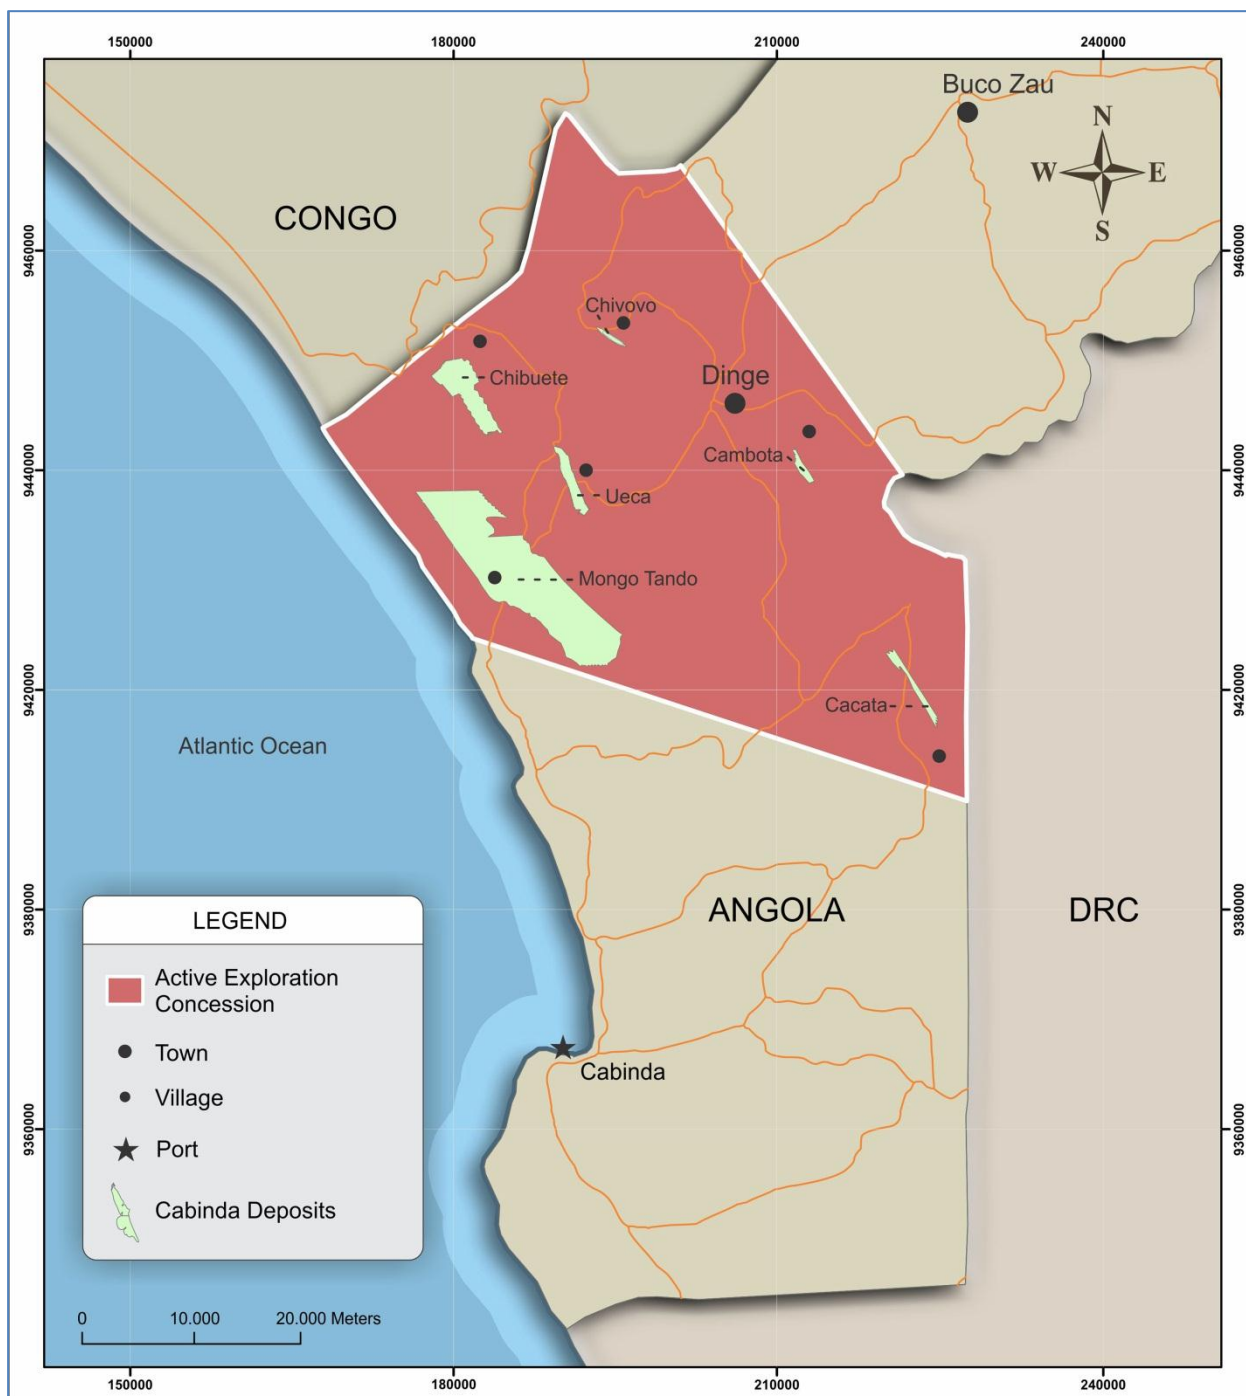 150000
180000
210000
240000
Buco Zau
N
W
E
S
CONGO
9460000
9460000
Chivovo
Dinge
Chibuete
Cambota
9440000
9440000
Ueca
Mongo Tando
Cacata
9420000
9420000
Atlantic Ocean
ANGOLA
DRC
9380000
9380000
LEGEND
Active Exploration
Concession
Town
Village
Port
Cabinda Deposits
Cabinda
9360000
9360000
0
10.000
20.000 Meters
150000
180000
210000
240000